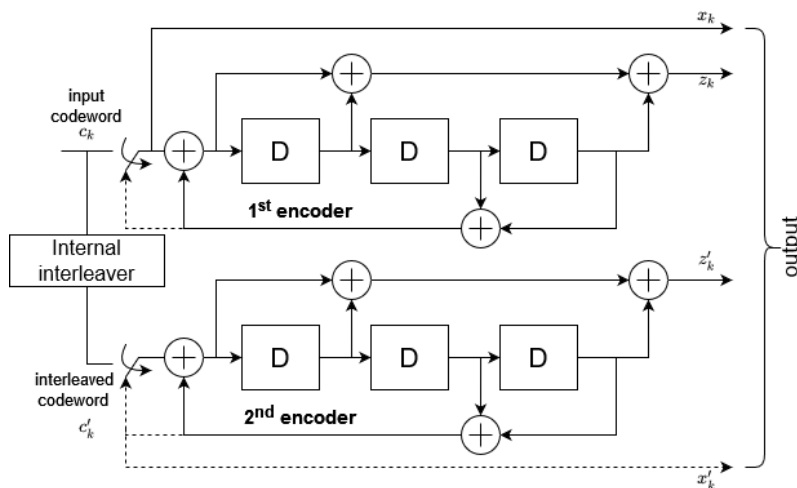 x_k
z_k
input
codeword
c_k
D
D
D
1st encoder
Internal
interleaver
output
z'_k
D
D
D
interleaved
codeword
c'_k
2nd encoder
x'_k